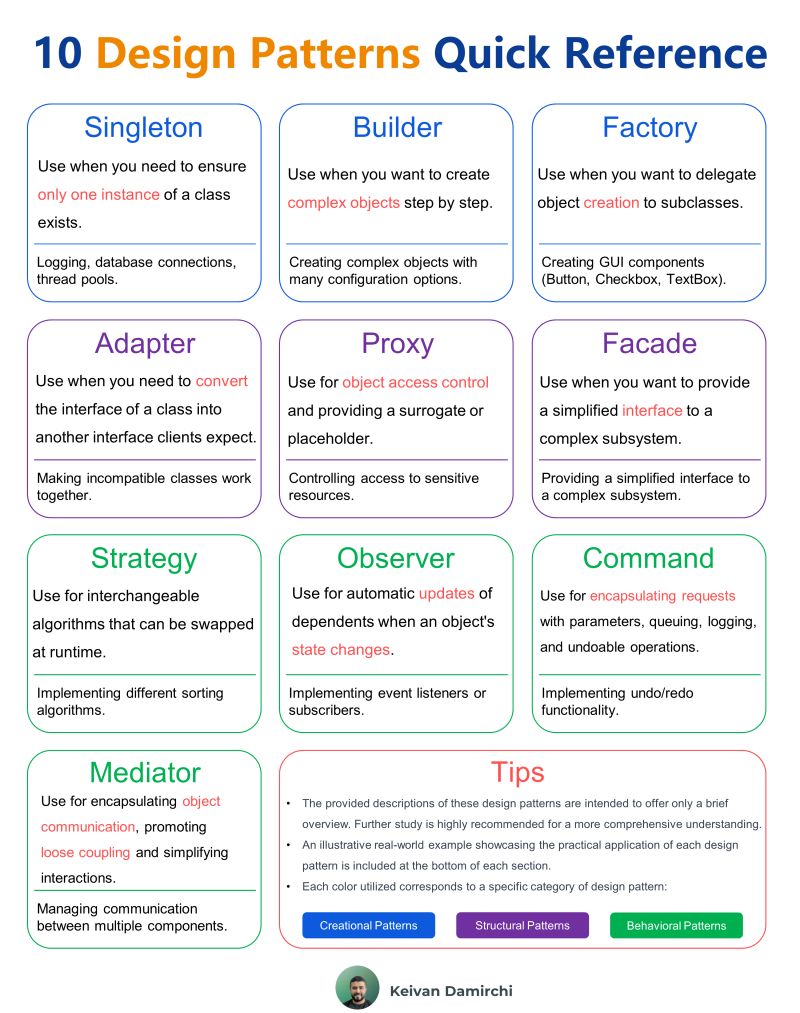 10 Design Patterns Quick Reference
Singleton
Use when you need to ensure
only one instance of a class
exists.
Logging, database connections,
thread pools.
Builder
Use when you want to create
complex objects step by step.
Creating complex objects with
many configuration options.
Factory
Use when you want to delegate
object creation to subclasses.
Creating GUI components
(Button, Checkbox, TextBox).
Adapter
Use when you need to convert
the interface of a class into
another interface clients expect.
Making incompatible classes work
together.
Proxy
Use for object access control
and providing a surrogate or
placeholder.
Controlling access to sensitive
resources.
Facade
Use when you want to provide
a simplified interface to a
complex subsystem.
Providing a simplified interface to
a complex subsystem.
Strategy
Use for interchangeable
algorithms that can be swapped
at runtime.
Implementing different sorting
algorithms.
Observer
Use for automatic updates of
dependents when an object's
state changes.
Implementing event listeners or
subscribers.
Command
Use for encapsulating requests
with parameters, queuing, logging,
and undoable operations.
Implementing undo/redo
functionality.
Mediator
Use for encapsulating object
communication, promoting
loose coupling and simplifying
interactions.
Managing communication
between multiple components.
Tips
• The provided descriptions of these design patterns are intended to offer only a brief
overview. Further study is highly recommended for a more comprehensive understanding.
• An illustrative real-world example showcasing the practical application of each design
pattern is included at the bottom of each section.
• Each color utilized corresponds to a specific category of design pattern:
Creational Patterns
Structural Patterns
Behavioral Patterns
Keivan Damirchi